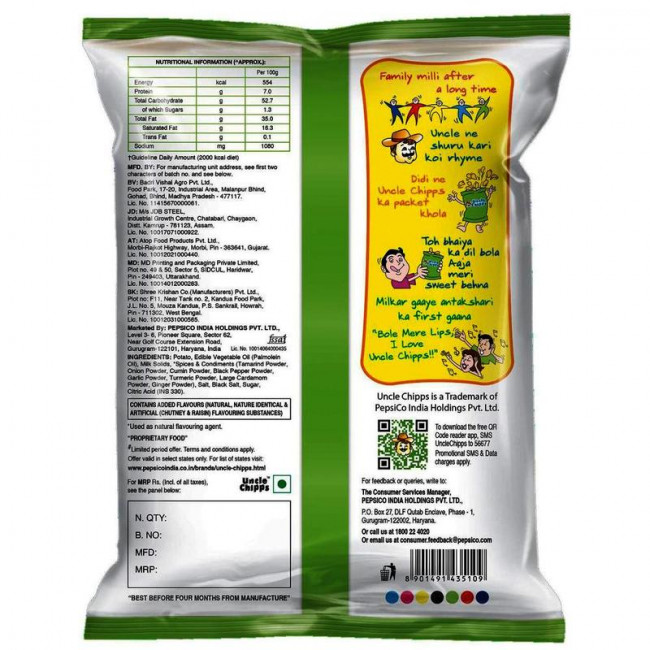 NUTRITIONAL INFORMATION (^APPROX.):
Per 100g
Energy kcal 554
Protein g 7.0
Total Carbohydrate g 52.7
of which Sugars g 1.3
Total Fat g 35.0
Saturated Fat g 16.3
Trans Fat g 0.1
Sodium mg 1060
†Guideline Daily Amount (2000 kcal diet)
MFD. BY: For manufacturing unit address, see first two
characters of batch no. and see below.
BV: Badri Vishal Agro Pvt. Ltd.,
Food Park, 17-20, Industrial Area, Malanpur Bhind,
Gohad, Bhind, Madhya Pradesh - 477117.
Lic. No. 11415670000061.
JD: M/s JOB STEEL,
Industrial Growth Centre, Chatabari, Chaygaon,
Distt. Kamrup - 781123, Assam.
Lic. No. 10017071000922.
AT: Atop Food Products Pvt. Ltd.,
Morbi-Rajkot Highway, Morbi, Pin - 363641, Gujarat.
Lic. No. 10012021000440.
MD: MD Printing and Packaging Private Limited,
Plot no. 49 & 50, Sector 5, SIDCUL, Haridwar,
Pin - 249403, Uttarakhand.
Lic. No. 10014012000283.
SK: Shree Krishan Co.(Manufacturers) Pvt. Ltd.,
Plot no; F11, Near Tank no. 2, Kandua Food Park,
J.L. No. 5, Mouza Kandua, P.S. Sankrail, Howrah,
Pin - 711302, West Bengal.
Lic. No. 10012031000565.
Marketed By: PEPSICO INDIA HOLDINGS PVT. LTD.,
Level 3- 6, Pioneer Square, Sector 62,
Near Golf Course Extension Road,
Gurugram-122101, Haryana, India
fssai
Lic. No. 10014064000435
INGREDIENTS: Potato, Edible Vegetable Oil (Palmolein
Oil), Milk Solids, *Spices & Condiments (Tamarind Powder,
Onion Powder, Cumin Powder, Black Pepper Powder,
Garlic Powder, Turmeric Powder, Large Cardamom
Powder, Ginger Powder), Salt, Black Salt, Sugar,
Citric Acid (INS 330).
CONTAINS ADDED FLAVOURS (NATURAL, NATURE IDENTICAL &
ARTIFICIAL (CHUTNEY & RAISIN) FLAVOURING SUBSTANCES)
*Used as natural flavouring agent.
"PROPRIETARY FOOD"
#Limited period offer. Terms and conditions apply.
Offer valid in select states only. For list of states visit:
www.pepsicoindia.co.in/brands/uncle-chipps.html
For MRP Rs. (Incl. of all taxes),
see the panel below:
Uncle
Chipps
N. QTY:
B. NO:
MFD:
MRP:
"BEST BEFORE FOUR MONTHS FROM MANUFACTURE"
Family milli after
a long time
Uncle ne
shuru kari
koi rhyme
Didi ne
Uncle Chipps
ka packet
khola
Toh bhaiya
ka dil bola
Aaja
meri
sweet behna
Milkar gaaye antakshari
ka first gaana
"Bole Mere Lips,
I Love
Uncle Chipps!!"
Uncle Chipps is a Trademark of
PepsiCo India Holdings Pvt. Ltd.
To download the free QR
Code reader app, SMS
UncleChipps to 56677
Promotional SMS & Data
charges apply.
For feedback or queries, write to:
The Consumer Services Manager,
PEPSICO INDIA HOLDINGS PVT. LTD.,
P.O. Box 27, DLF Qutab Enclave, Phase - 1,
Gurugram-122002, Haryana.
Or call us at 1800 22 4020
Or email us at consumer.feedback@pepsico.com
8 901491 435109